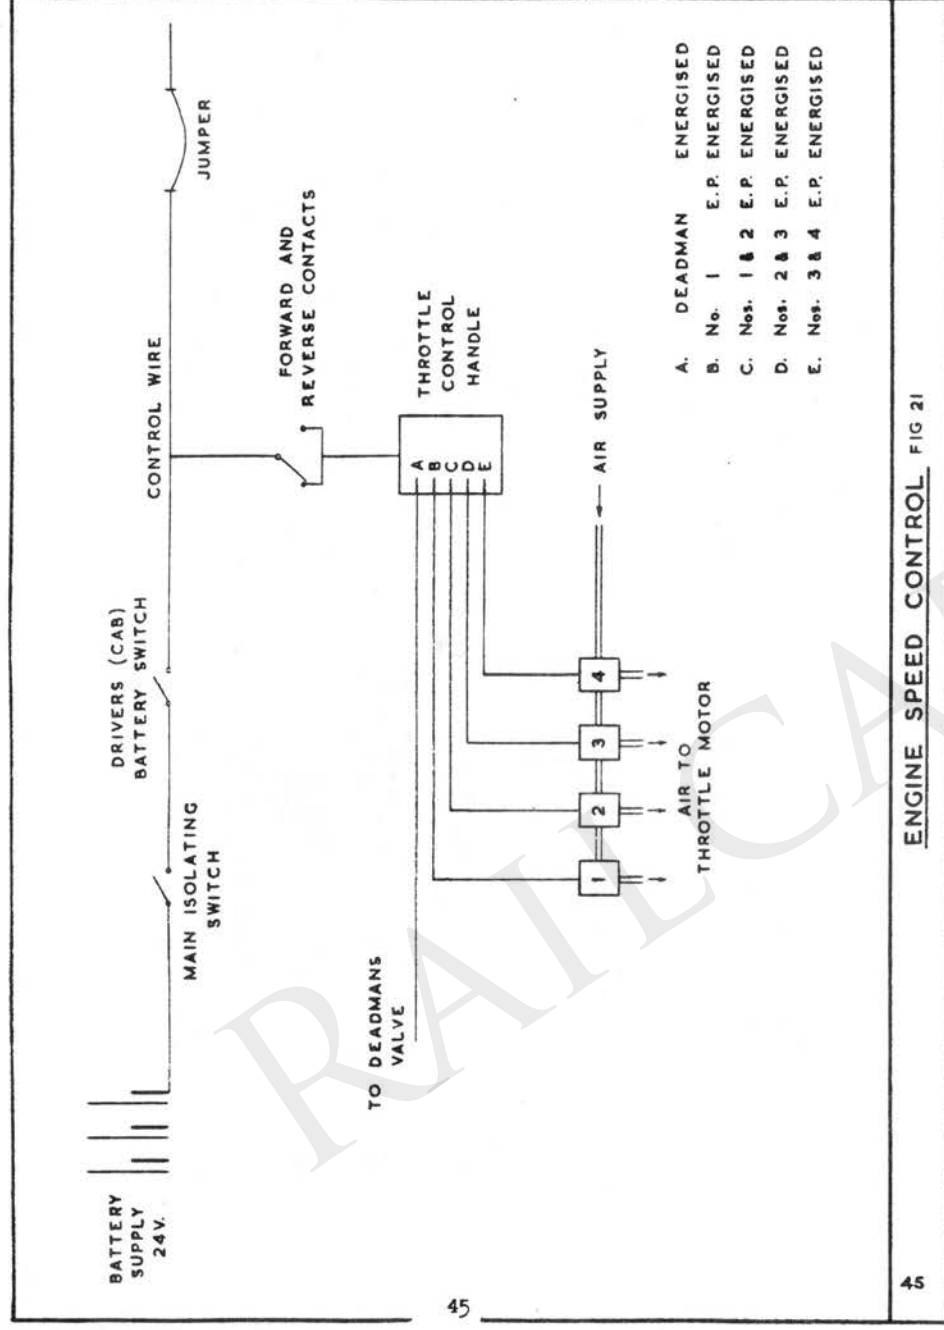 BATTERY
SUPPLY
24V.
MAIN ISOLATING
SWITCH
DRIVERS (CAB)
BATTERY SWITCH
CONTROL WIRE
JUMPER
FORWARD AND
REVERSE CONTACTS
THROTTLE
CONTROL
HANDLE
A
B
C
D
E
TO DEADMANS
VALVE
1
2
3
4
AIR SUPPLY
AIR TO
THROTTLE MOTOR
A. DEADMAN ENERGISED
B. No. 1 E.P. ENERGISED
C. Nos. 1 & 2 E.P. ENERGISED
D. Nos. 2 & 3 E.P. ENERGISED
E. Nos. 3 & 4 E.P. ENERGISED
45
ENGINE SPEED CONTROL FIG 21
45
RAILCA